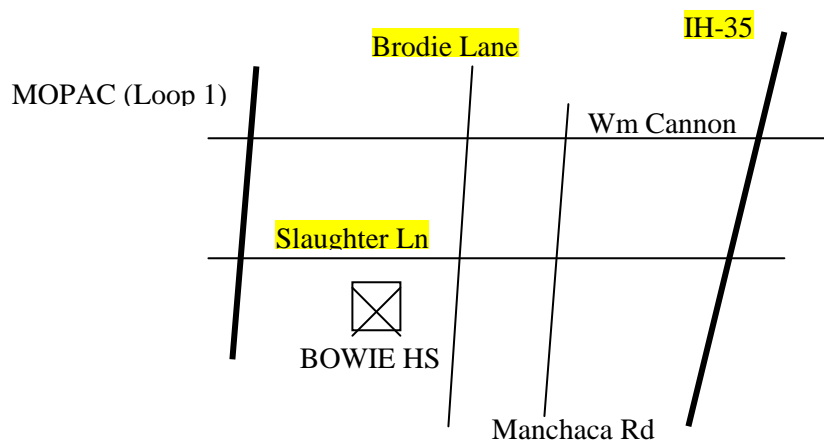 IH-35
Brodie Lane
MOPAC (Loop 1)
Wm Cannon
Slaughter Ln
BOWIE HS
Manchaca Rd